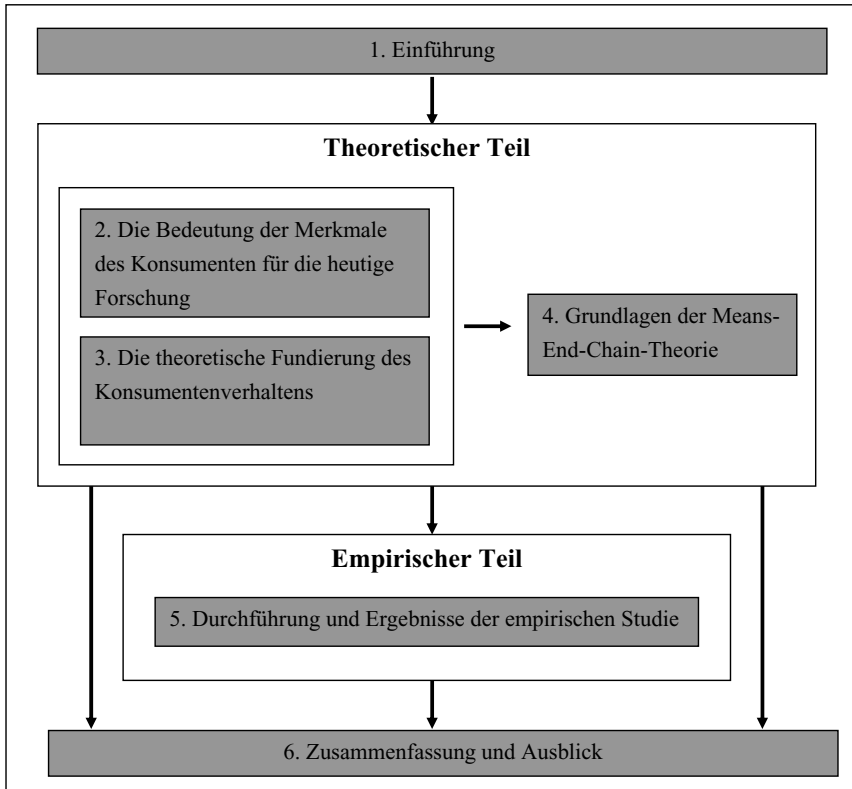 1. Einführung
Theoretischer Teil
2. Die Bedeutung der Merkmale
des Konsumenten für die heutige
Forschung
3. Die theoretische Fundierung des
Konsumentenverhaltens
4. Grundlagen der Means-
End-Chain-Theorie
Empirischer Teil
5. Durchführung und Ergebnisse der empirischen Studie
6. Zusammenfassung und Ausblick